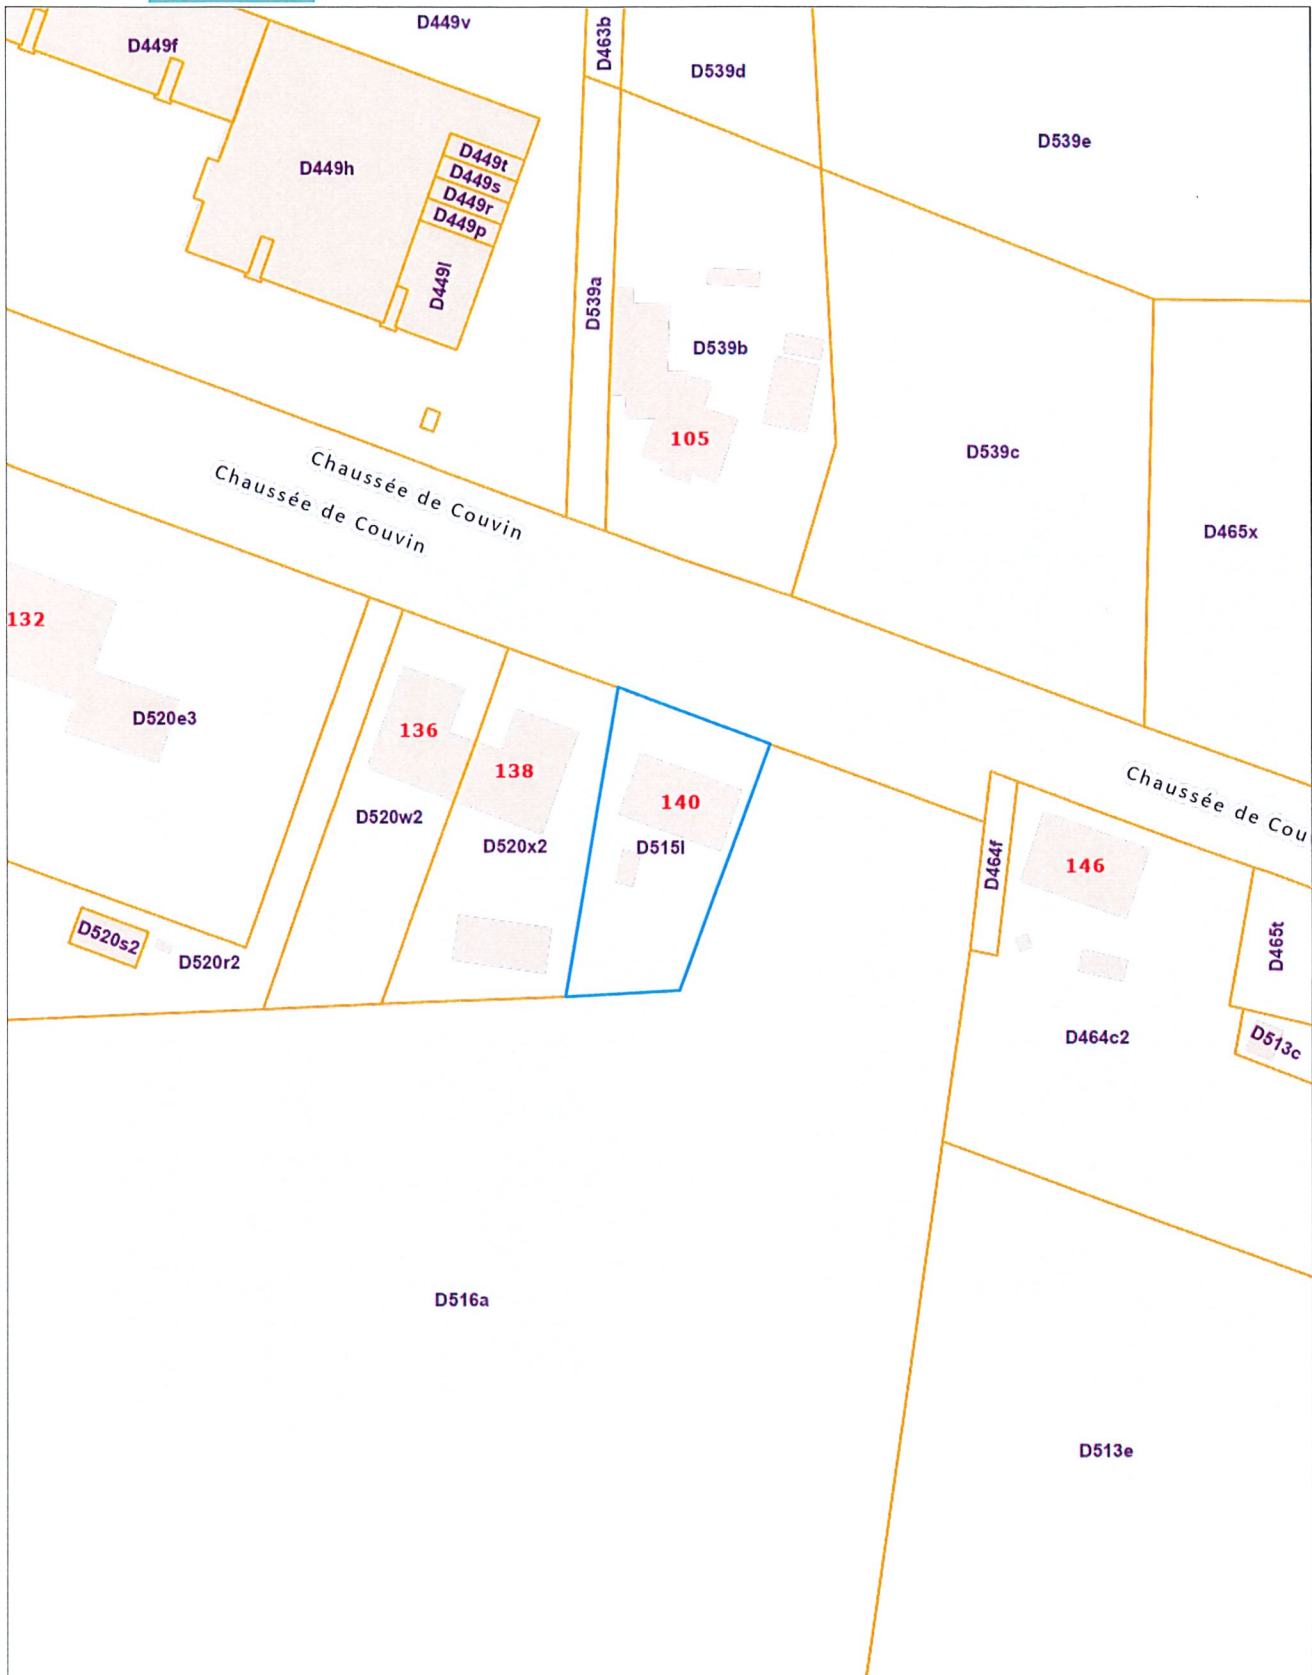 D449v
D449f
D463b
D539d
D539e
D449h
D449t
D449s
D449r
D449p
D449l
D539a
D539b
105
D539c
D465x
Chaussée de Couvin
Chaussée de Couvin
132
D520e3
136
138
D520w2
D520x2
140
D515l
Chaussée de Cou
D464f
146
D465t
D520s2
D520r2
D464c2
D513c
D516a
D513e